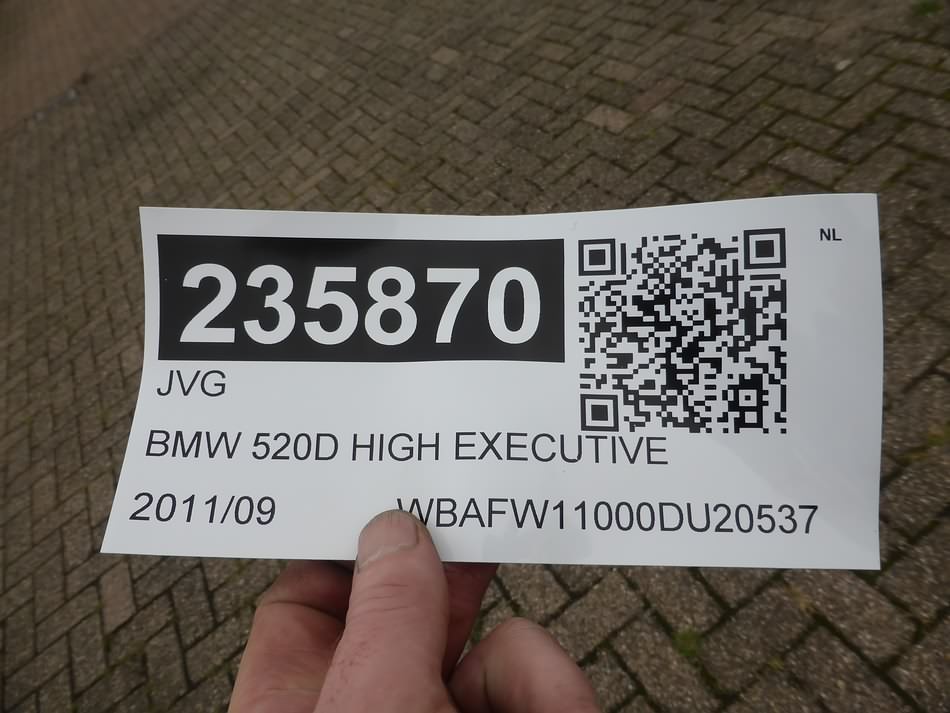 235870
NL
JVG
BMW 520D HIGH EXECUTIVE
2011/09 WBAFW11000DU20537